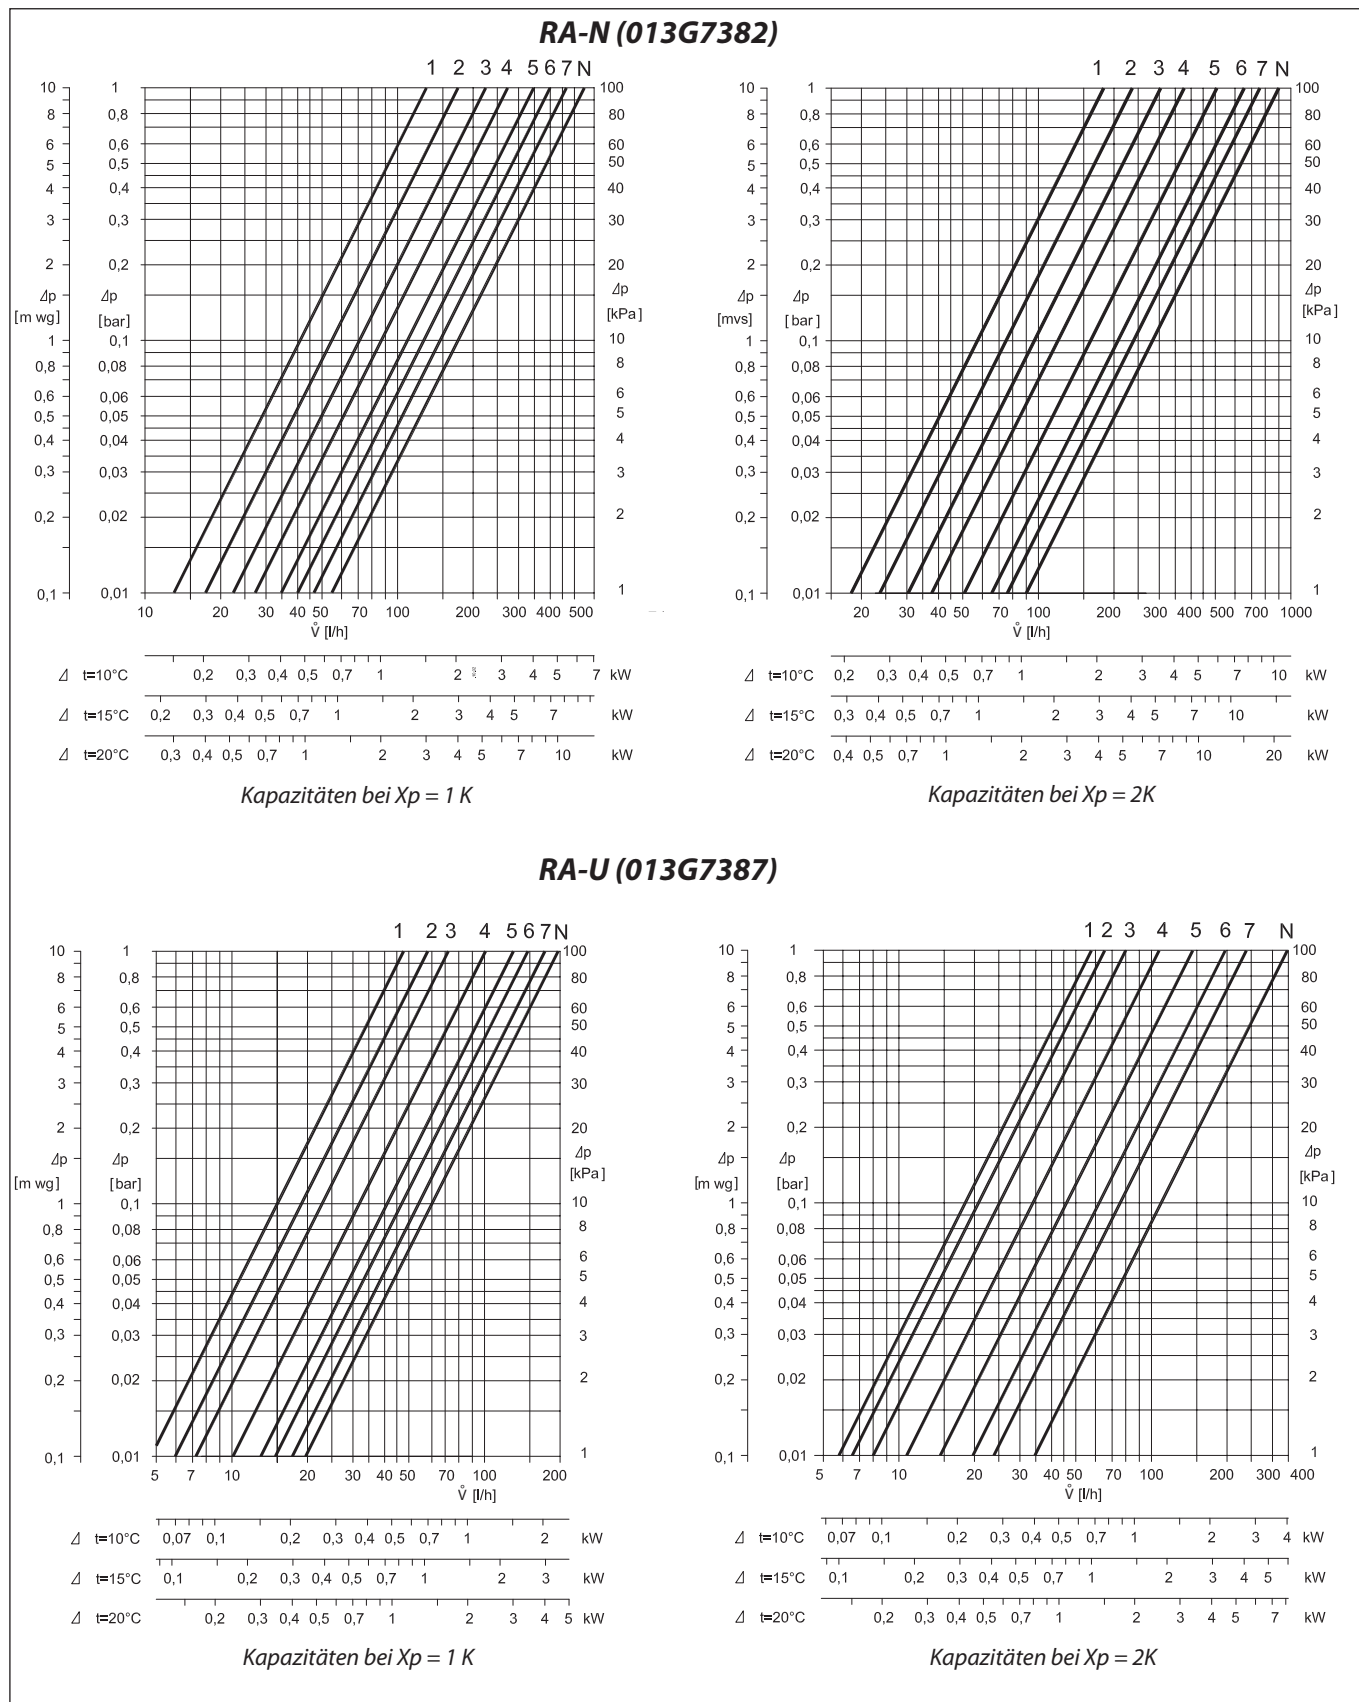 RA-N (013G7382)
1 2 3 4 5 6 7 N
10 1 100
8 0,8 80
6 0,6 60
5 0,5 50
4 0,4 40
3 0,3 30
2 0,2 20
Δp Δp Δp
[m wg] [bar] [kPa]
1 0,1 10
0,8 0,08 8
0,6 0,06 6
0,5 0,05 5
0,4 0,04 4
0,3 0,03 3
0,2 0,02 2
0,1 0,01 1
10 20 30 50 70 100 200 300 400 500
V̊ [l/h]
Δ t=10°C 0,2 0,3 0,4 0,5 0,7 1 2 3 4 5 7 kW
Δ t=15°C 0,2 0,3 0,4 0,5 0,7 1 2 3 4 5 7 kW
Δ t=20°C 0,3 0,4 0,5 0,7 1 2 3 4 5 7 10 kW
Kapazitäten bei Xp = 1 K
1 2 3 4 5 6 7 N
10 1 100
8 0,8 80
6 0,6 60
5 0,5 50
4 0,4 40
3 0,3 30
2 0,2 20
Δp Δp Δp
[mvs] [bar] [kPa]
1 0,1 10
0,8 0,08 8
0,6 0,06 6
0,5 0,05 5
0,4 0,04 4
0,3 0,03 3
0,2 0,02 2
0,1 0,01 1
20 30 40 50 70 100 200 300 400 500 700 1000
V̊ [l/h]
Δ t=10°C 0,2 0,3 0,4 0,5 0,7 1 2 3 4 5 7 10 kW
Δ t=15°C 0,3 0,4 0,5 0,7 1 2 3 4 5 7 10 kW
Δ t=20°C 0,4 0,5 0,7 1 2 3 4 5 7 10 20 kW
Kapazitäten bei Xp = 2K
RA-U (013G7387)
1 2 3 4 5 6 7 N
10 1 100
8 0,8 80
6 0,6 60
5 0,5 50
4 0,4 40
3 0,3 30
2 0,2 20
Δp Δp Δp
[m wg] [bar] [kPa]
1 0,1 10
0,8 0,08 8
0,6 0,06 6
0,5 0,05 5
0,4 0,04 4
0,3 0,03 3
0,2 0,02 2
0,1 0,01 1
5 7 10 20 30 40 50 70 100 200
V̊ [l/h]
Δ t=10°C 0,07 0,1 0,2 0,3 0,4 0,5 0,7 1 2 kW
Δ t=15°C 0,1 0,2 0,3 0,4 0,5 0,7 1 2 3 kW
Δ t=20°C 0,2 0,3 0,4 0,5 0,7 1 2 3 4 5 kW
Kapazitäten bei Xp = 1 K
1 2 3 4 5 6 7 N
10 1 100
8 0,8 80
6 0,6 60
5 0,5 50
4 0,4 40
3 0,3 30
2 0,2 20
Δp Δp Δp
[m wg] [bar] [kPa]
1 0,1 10
0,8 0,08 8
0,6 0,06 6
0,5 0,05 5
0,4 0,04 4
0,3 0,03 3
0,2 0,02 2
0,1 0,01 1
5 7 10 20 30 40 50 70 100 200 300 400
V̊ [l/h]
Δ t=10°C 0,07 0,1 0,2 0,3 0,4 0,5 0,7 1 2 3 4 kW
Δ t=15°C 0,1 0,2 0,3 0,4 0,5 0,7 1 2 3 4 5 kW
Δ t=20°C 0,2 0,3 0,4 0,5 0,7 1 2 3 4 5 7 kW
Kapazitäten bei Xp = 2K